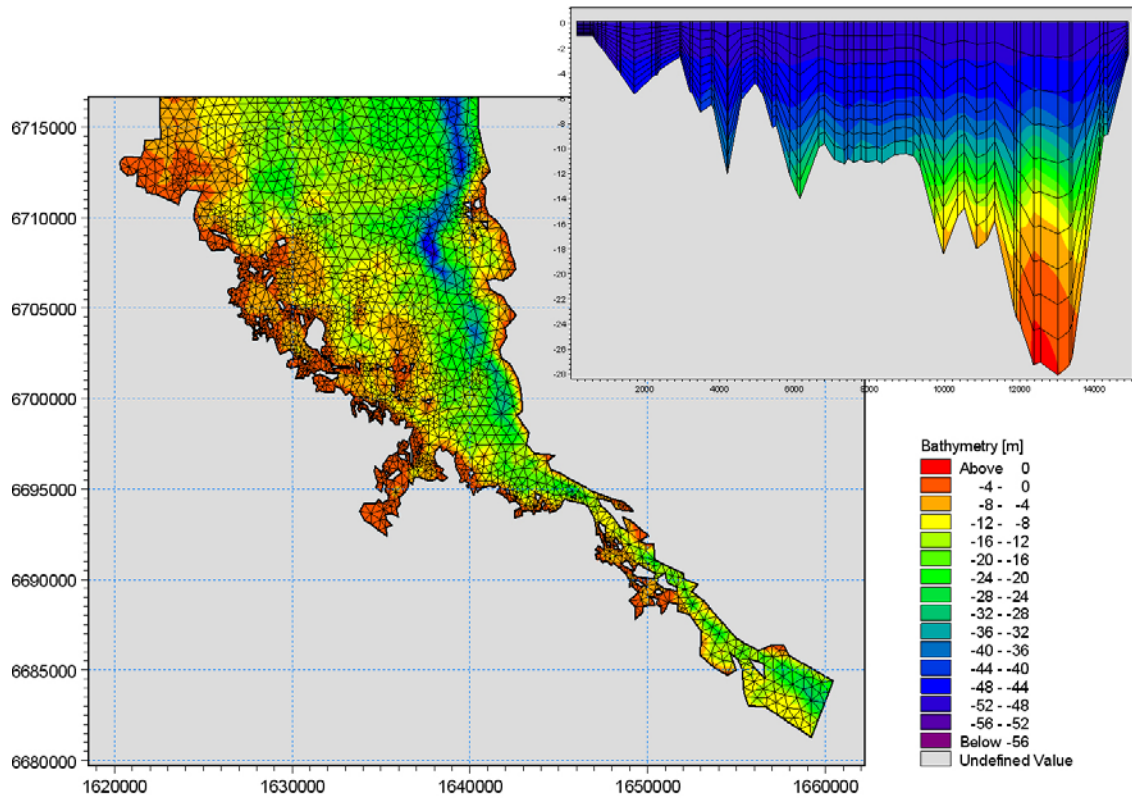 0
-2
-4
-6
-8
-10
-12
-14
-16
-18
-20
-22
-24
-26
-28
2000 4000 6000 8000 10000 12000 14000
6715000
6710000
6705000
6700000
6695000
6690000
6685000
6680000
1620000 1630000 1640000 1650000 1660000
Bathymetry [m]
Above 0
-4 - 0
-8 - -4
-12 - -8
-16 - -12
-20 - -16
-24 - -20
-28 - -24
-32 - -28
-36 - -32
-40 - -36
-44 - -40
-48 - -44
-52 - -48
-56 - -52
Below -56
Undefined Value